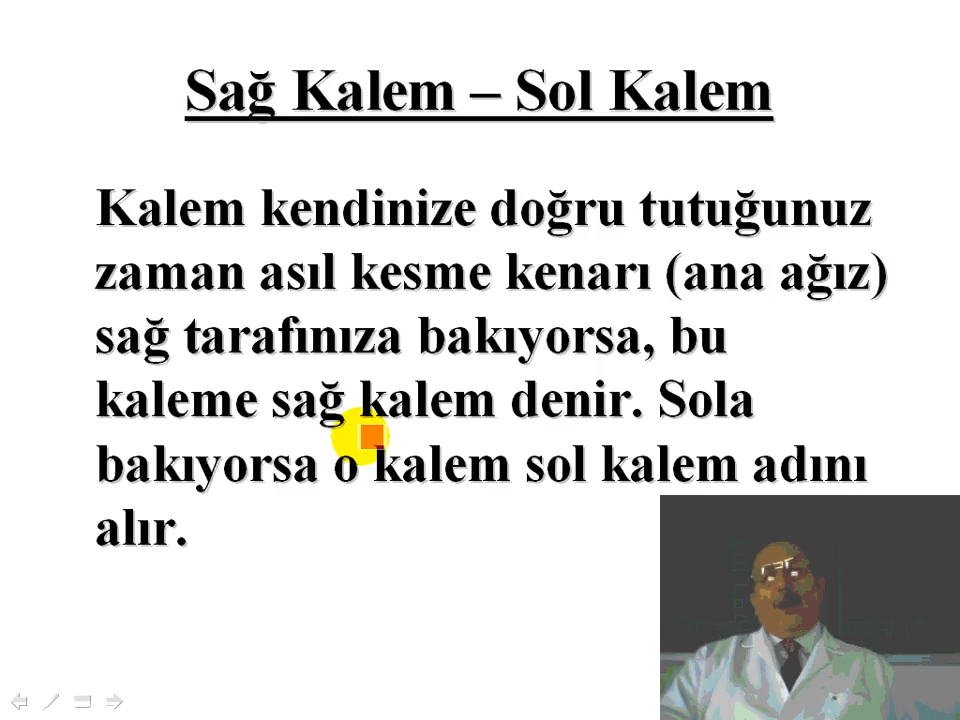 Sağ Kalem – Sol Kalem
Kalem kendinize doğru tutuğunuz
zaman asıl kesme kenarı (ana ağız)
sağ tarafınıza bakıyorsa, bu
kaleme sağ kalem denir. Sola
bakıyorsa o kalem sol kalem adını
alır.